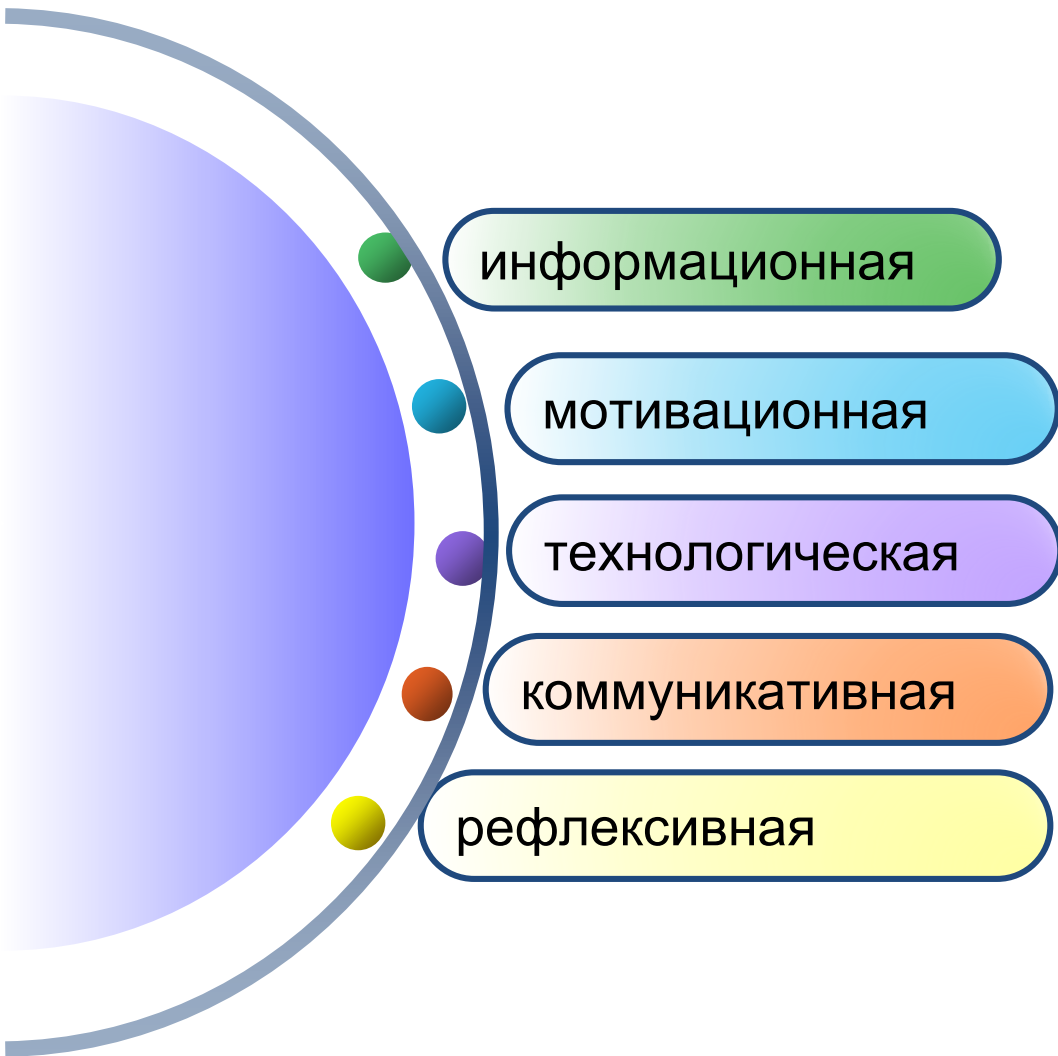 информационная
мотивационная
технологическая
коммуникативная
рефлексивная